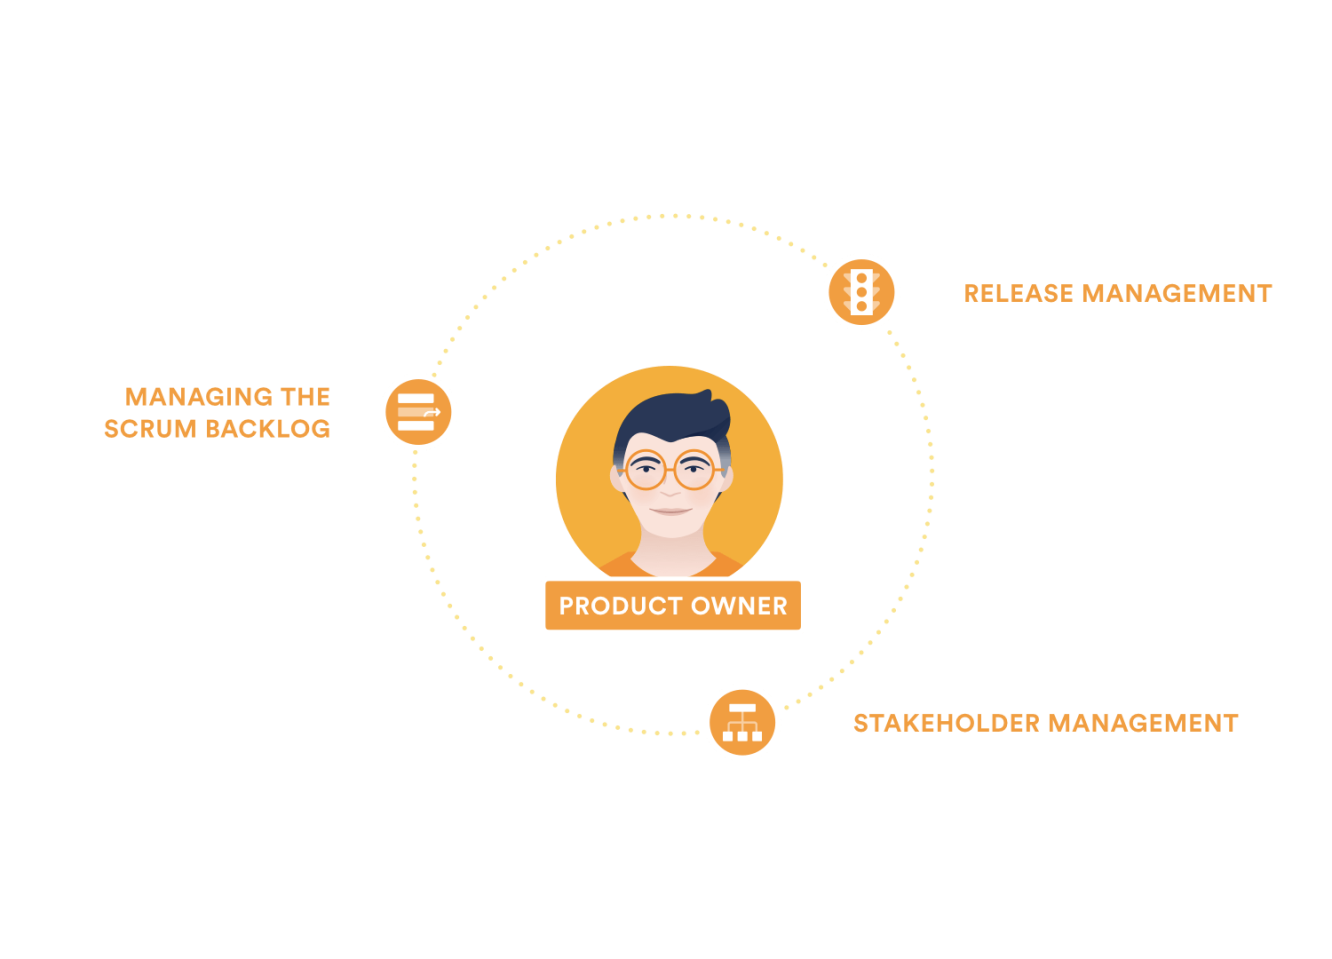 RELEASE MANAGEMENT
MANAGING THE
SCRUM BACKLOG
PRODUCT OWNER
STAKEHOLDER MANAGEMENT